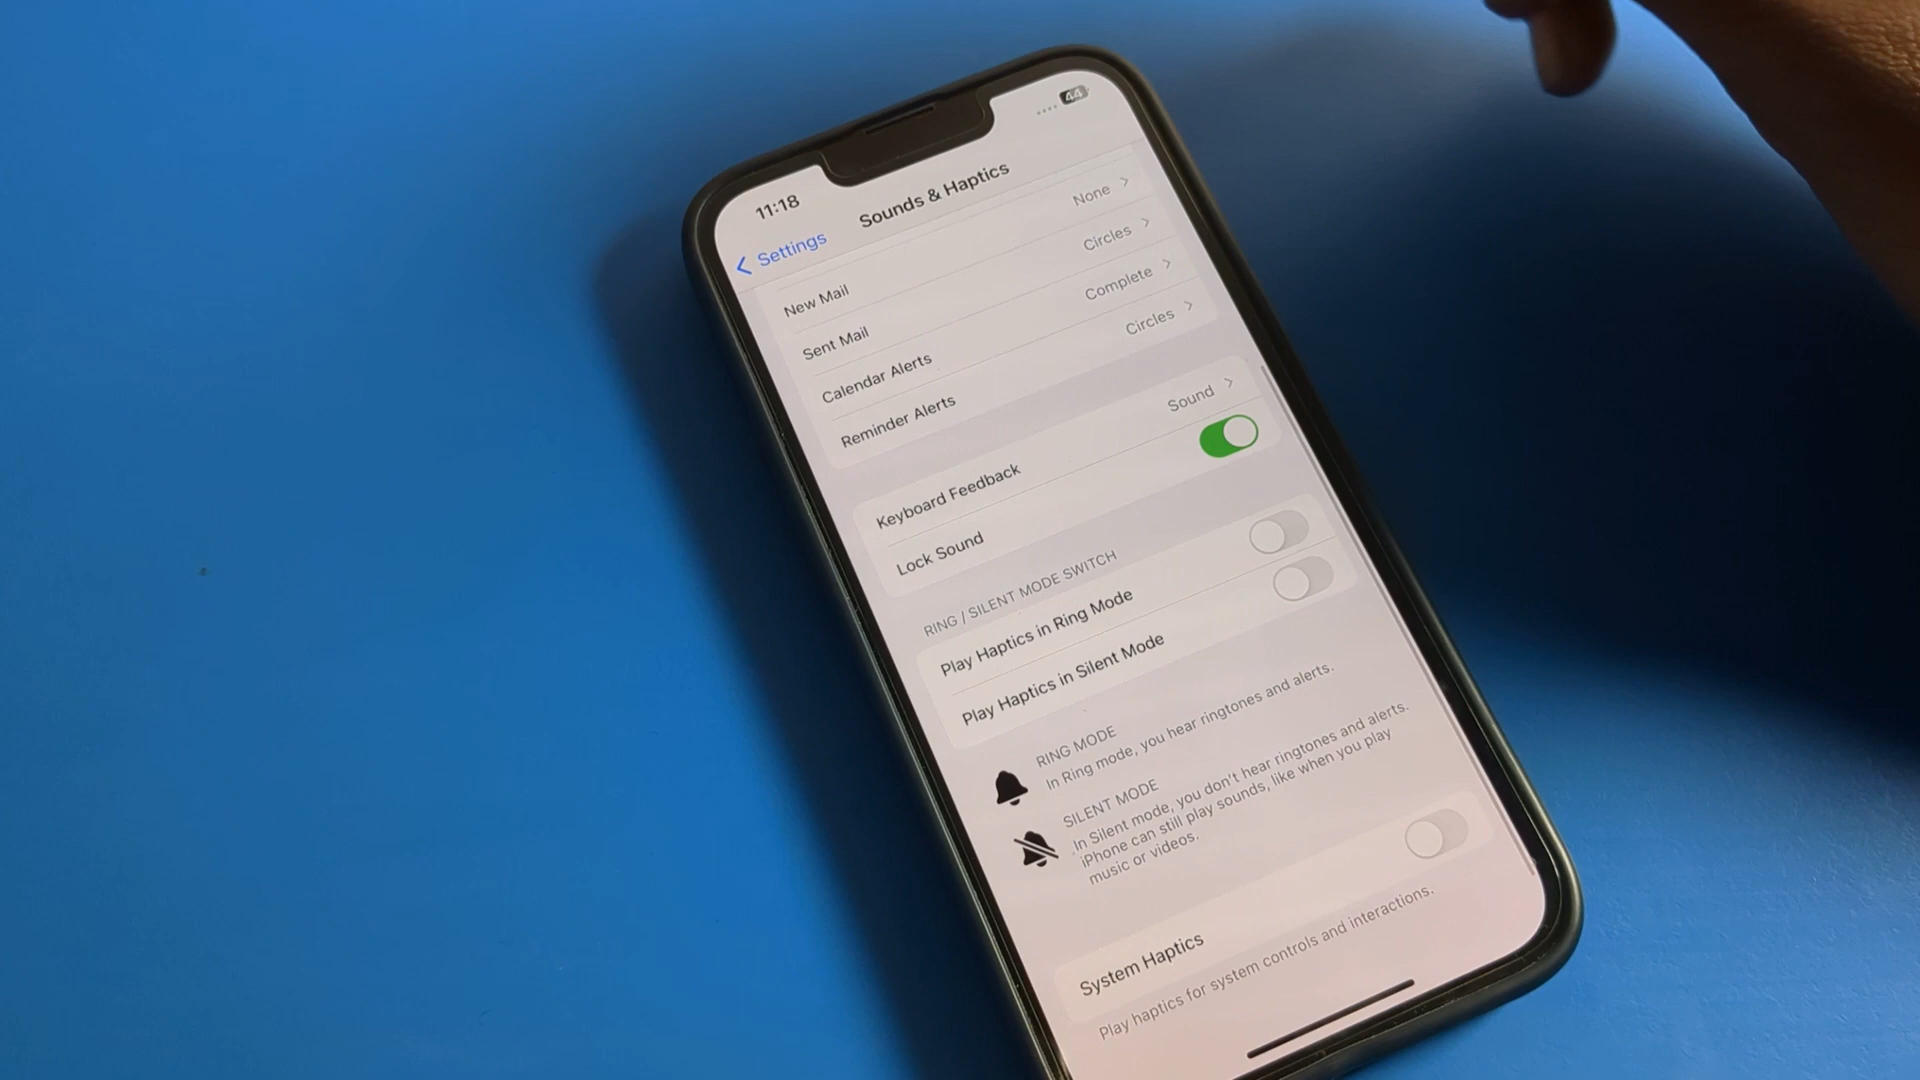 11:18
44
Settings
Sounds & Haptics
New Mail None
Sent Mail Circles
Calendar Alerts Complete
Reminder Alerts Circles
Keyboard Feedback Sound
Lock Sound
RING / SILENT MODE SWITCH
Play Haptics in Ring Mode
Play Haptics in Silent Mode
RING MODE
In Ring mode, you hear ringtones and alerts.
SILENT MODE
In Silent mode, you don't hear ringtones and alerts.
iPhone can still play sounds, like when you play
music or videos.
System Haptics
Play haptics for system controls and interactions.